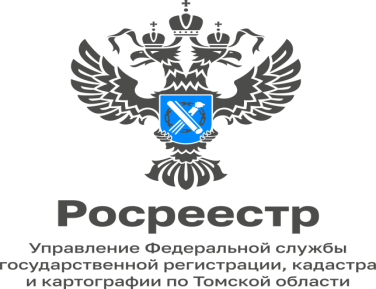 Росреестр
Управление Федеральной службы
государственной регистрации, кадастра
и картографии по Томской области